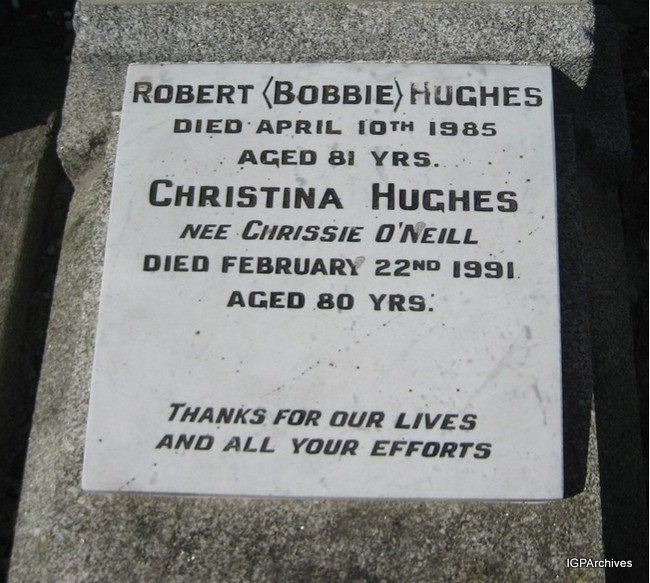 ROBERT (BOBBIE) HUGHES
DIED APRIL 10TH 1985
AGED 81 YRS.
CHRISTINA HUGHES
NEE CHRISSIE O'NEILL
DIED FEBRUARY 22ND 1991
AGED 80 YRS.
THANKS FOR OUR LIVES
AND ALL YOUR EFFORTS
IGPArchives